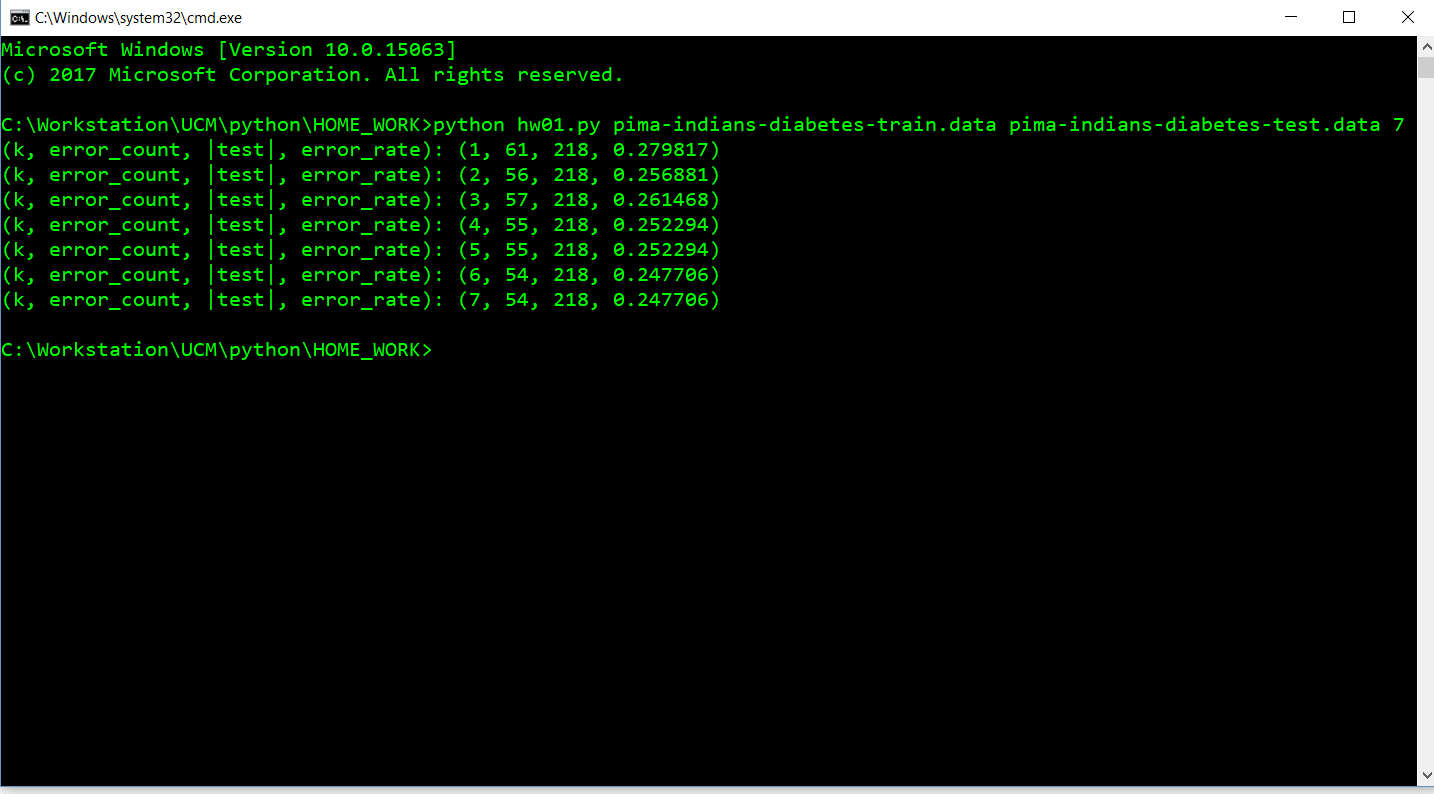 C:\Windows\system32\cmd.exe
Microsoft Windows [Version 10.0.15063]
(c) 2017 Microsoft Corporation. All rights reserved.
C:\Workstation\UCM\python\HOME_WORK>python hw01.py pima-indians-diabetes-train.data pima-indians-diabetes-test.data 7
(k, error_count, |test|, error_rate): (1, 61, 218, 0.279817)
(k, error_count, |test|, error_rate): (2, 56, 218, 0.256881)
(k, error_count, |test|, error_rate): (3, 57, 218, 0.261468)
(k, error_count, |test|, error_rate): (4, 55, 218, 0.252294)
(k, error_count, |test|, error_rate): (5, 55, 218, 0.252294)
(k, error_count, |test|, error_rate): (6, 54, 218, 0.247706)
(k, error_count, |test|, error_rate): (7, 54, 218, 0.247706)
C:\Workstation\UCM\python\HOME_WORK>